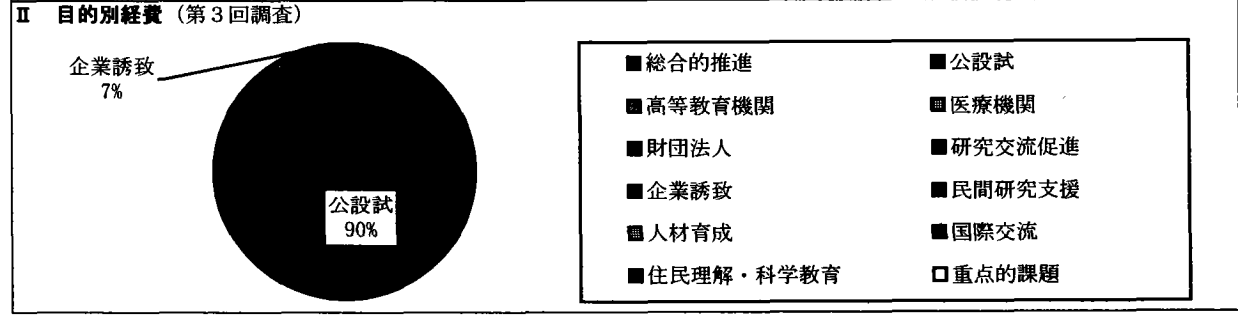 Ⅱ 目的別経費（第３回調査）
企業誘致
7%
公設試
90%
■総合的推進 ■公設試
■高等教育機関 ■医療機関
■財団法人 ■研究交流促進
■企業誘致 ■民間研究支援
■人材育成 ■国際交流
■住民理解・科学教育 □重点的課題